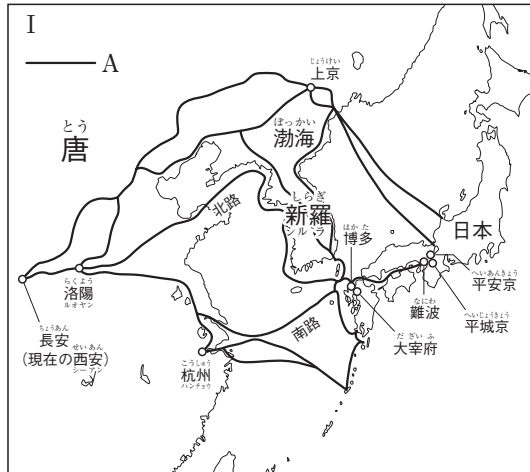 I
A
じょうけい
上京
とう
唐
ぼっかい
渤海
しらぎ
新羅
シルラ
北路
はかた
博多
日本
へいあんきょう
平安京
なにわ
難波
へいじょうきょう
平城京
だざいふ
大宰府
南路
らくよう
洛陽
ルオヤン
ちょうあん
長安
せいあん
(現在の西安)
シーアン
こうしゅう
杭州
ハンチョウ